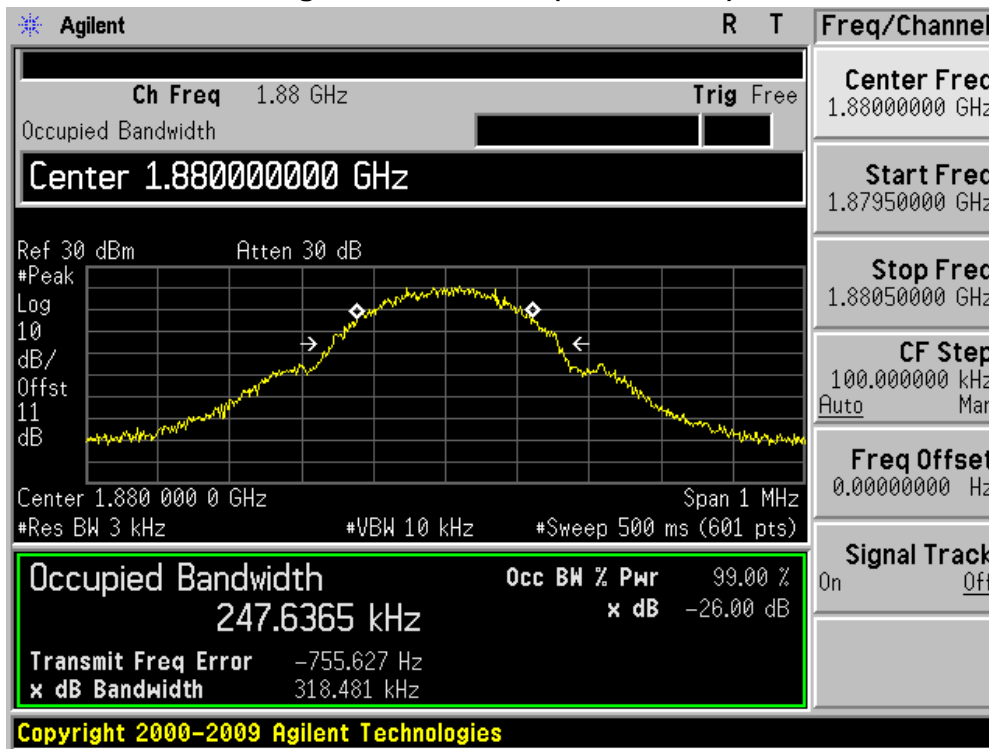 Agilent R T Freq/Channel
Ch Freq 1.88 GHz Trig Free
Occupied Bandwidth
Center 1.880000000 GHz
Ref 30 dBm Atten 30 dB
#Peak
Log
10
dB/
Offst
11
dB
Center 1.880 000 0 GHz Span 1 MHz
#Res BW 3 kHz #VBW 10 kHz #Sweep 500 ms (601 pts)
Occupied Bandwidth Occ BW % Pwr 99.00 %
247.6365 kHz x dB -26.00 dB
Transmit Freq Error -755.627 Hz
x dB Bandwidth 318.481 kHz
Copyright 2000-2009 Agilent Technologies
Center Freq
1.88000000 GHz
Start Freq
1.87950000 GHz
Stop Freq
1.88050000 GHz
CF Step
100.000000 kHz
Auto Man
Freq Offset
0.00000000 Hz
Signal Track
On Off